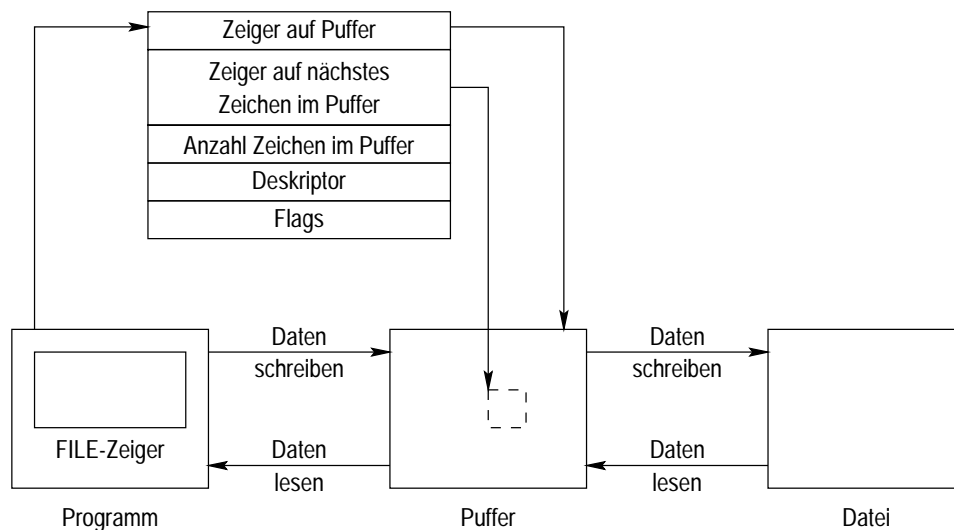 Zeiger auf Puffer
Zeiger auf nächstes
Zeichen im Puffer
Anzahl Zeichen im Puffer
Deskriptor
Flags
Daten
schreiben
Daten
schreiben
FILE-Zeiger
Daten
lesen
Daten
lesen
Programm
Puffer
Datei